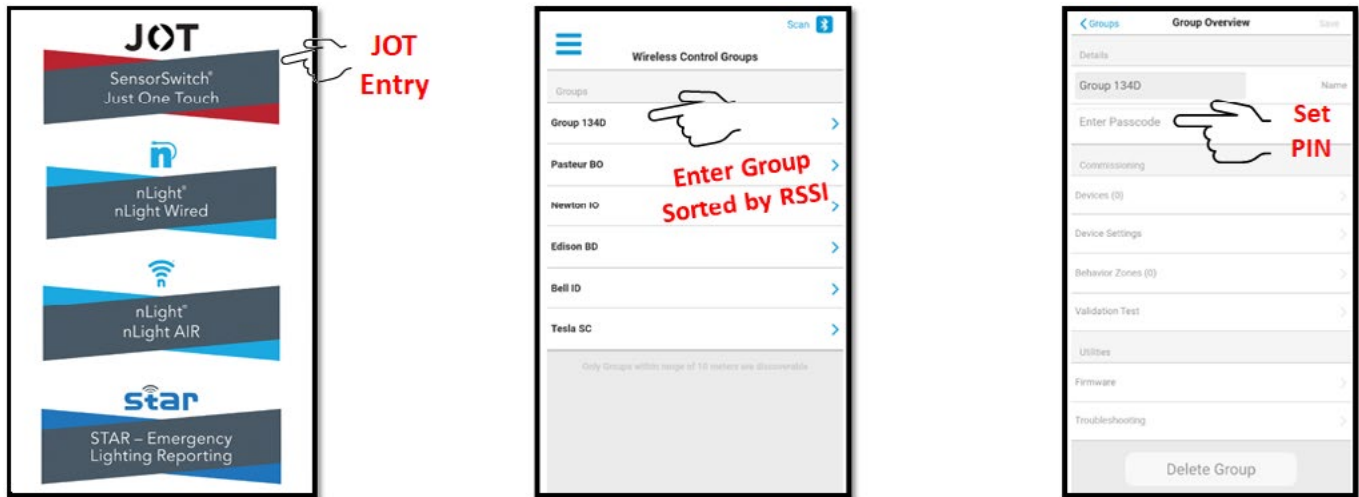 JOT
SensorSwitch®
Just One Touch
JOT
Entry
n
nLight®
nLight Wired
n
nLight®
nLight AIR
star
STAR – Emergency
Lighting Reporting
Scan
Wireless Control Groups
Groups
Group 134D
Pasteur BO
Newton IO
Edison BD
Bell ID
Tesla SC
Only Groups within range of 10 meters are discoverable
Enter Group
Sorted by RSSI
Groups
Group Overview
Save
Details
Group 134D
Name
Enter Passcode
Set
PIN
Commissioning
Devices (0)
Device Settings
Behavior Zones (0)
Validation Test
Utilities
Firmware
Troubleshooting
Delete Group